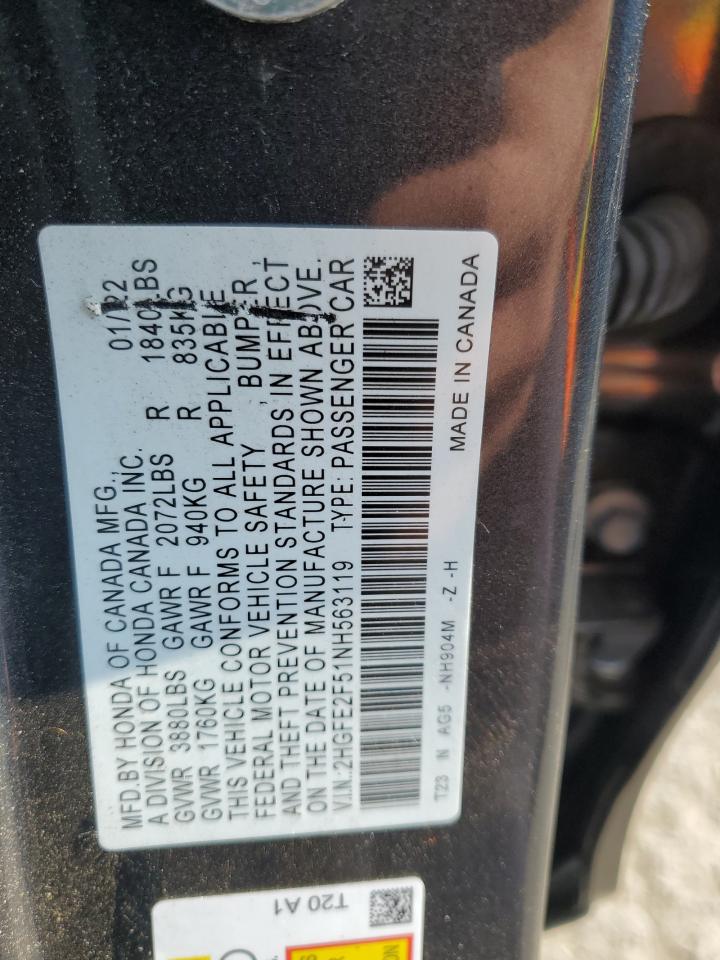 MFD.BY HONDA OF CANADA MFG., 01/22
A DIVISION OF HONDA CANADA INC.
GVWR 3880LBS GAWR F 2072LBS R 1840LBS
GVWR 1760KG GAWR F 940KG R 835KG
THIS VEHICLE CONFORMS TO ALL APPLICABLE
FEDERAL MOTOR VEHICLE SAFETY , BUMPER,
AND THEFT PREVENTION STANDARDS IN EFFECT
ON THE DATE OF MANUFACTURE SHOWN ABOVE.
V.I.N.:2HGFE2F51NH563119 TYPE: PASSENGER CAR
T23 N AG5 -NH904M -Z -H MADE IN CANADA
T20 A1